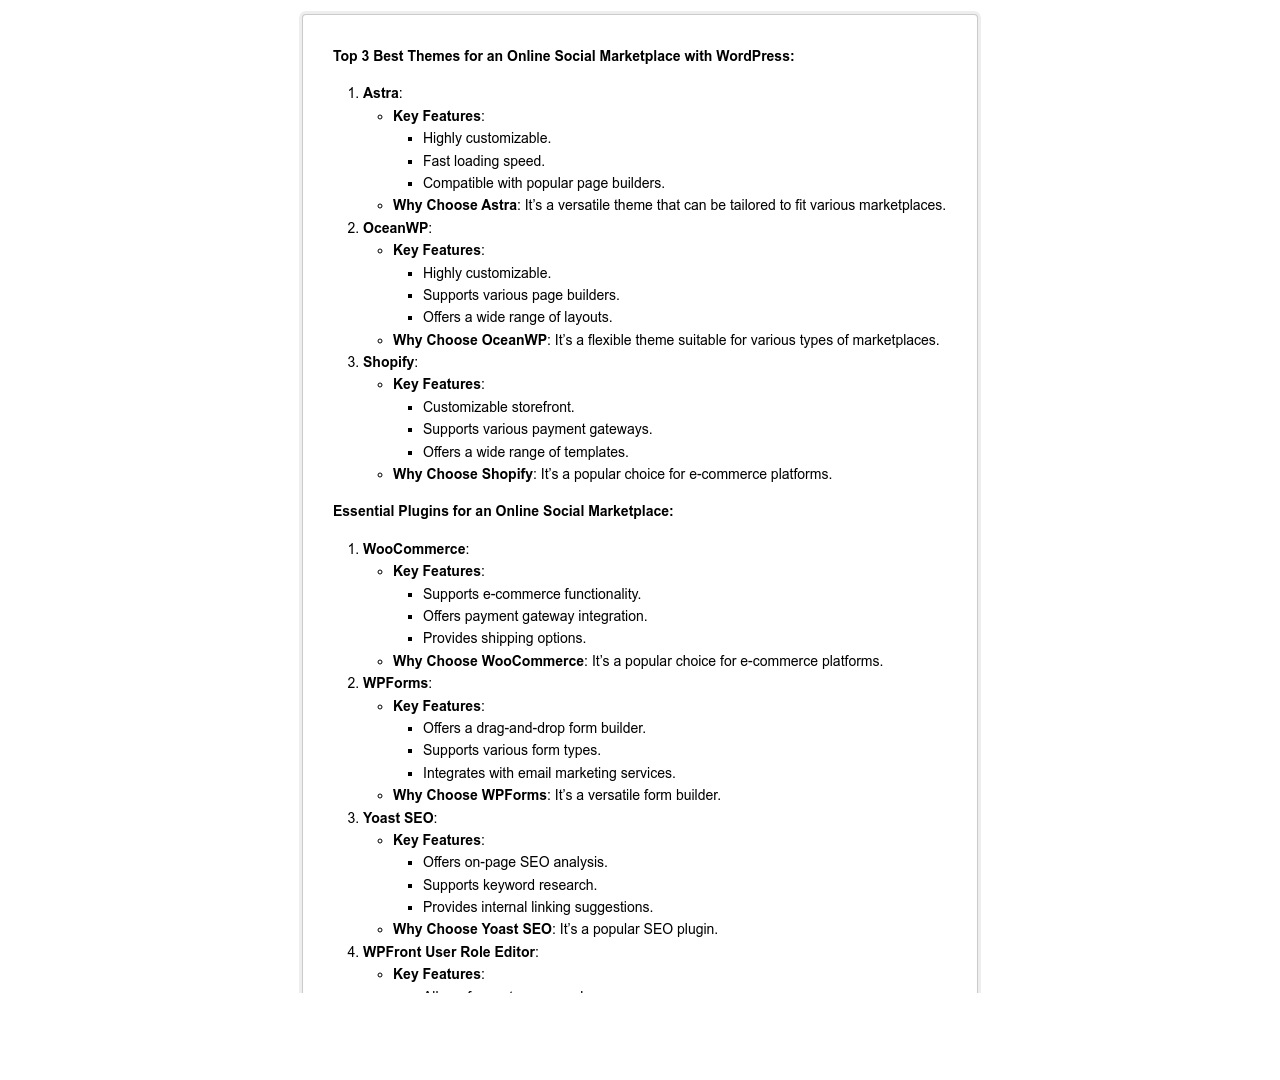 Top 3 Best Themes for an Online Social Marketplace with WordPress:
1. Astra:
Key Features:
Highly customizable.
Fast loading speed.
Compatible with popular page builders.
Why Choose Astra: It’s a versatile theme that can be tailored to fit various marketplaces.
2. OceanWP:
Key Features:
Highly customizable.
Supports various page builders.
Offers a wide range of layouts.
Why Choose OceanWP: It’s a flexible theme suitable for various types of marketplaces.
3. Shopify:
Key Features:
Customizable storefront.
Supports various payment gateways.
Offers a wide range of templates.
Why Choose Shopify: It’s a popular choice for e-commerce platforms.
Essential Plugins for an Online Social Marketplace:
1. WooCommerce:
Key Features:
Supports e-commerce functionality.
Offers payment gateway integration.
Provides shipping options.
Why Choose WooCommerce: It’s a popular choice for e-commerce platforms.
2. WPForms:
Key Features:
Offers a drag-and-drop form builder.
Supports various form types.
Integrates with email marketing services.
Why Choose WPForms: It’s a versatile form builder.
3. Yoast SEO:
Key Features:
Offers on-page SEO analysis.
Supports keyword research.
Provides internal linking suggestions.
Why Choose Yoast SEO: It’s a popular SEO plugin.
4. WPFront User Role Editor:
Key Features: